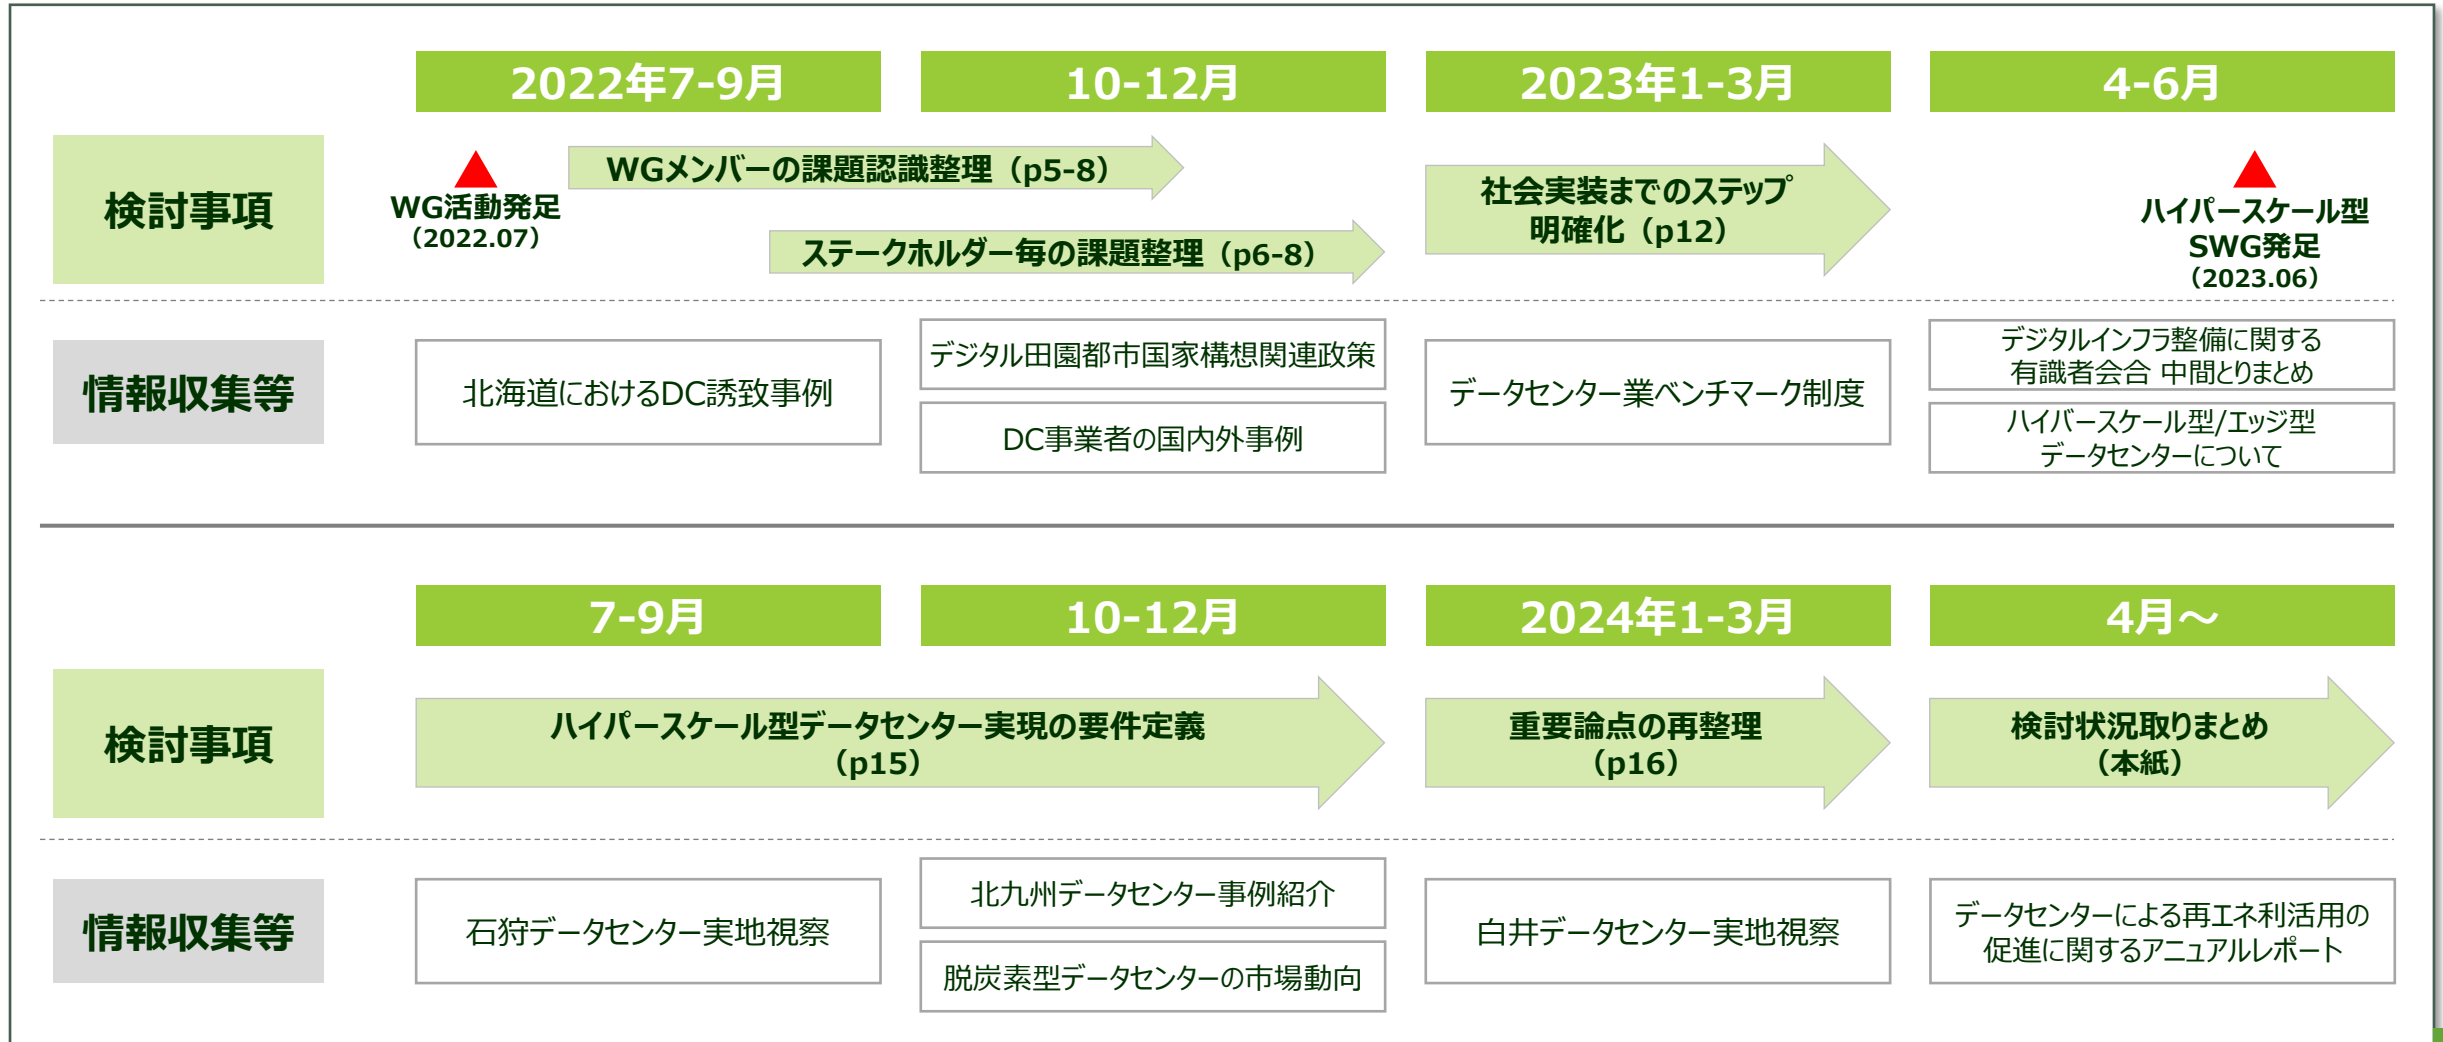 2022年7-9月
10-12月
2023年1-3月
4-6月
検討事項
WG活動発足
（2022.07）
WGメンバーの課題認識整理（p5-8）
ステークホルダー毎の課題整理（p6-8）
社会実装までのステップ
明確化（p12）
ハイパースケール型
SWG発足
（2023.06）
情報収集等
北海道におけるDC誘致事例
デジタル田園都市国家構想関連政策
DC事業者の国内外事例
データセンター業ベンチマーク制度
デジタルインフラ整備に関する
有識者会合 中間とりまとめ
ハイパースケール型/エッジ型
データセンターについて
7-9月
10-12月
2024年1-3月
4月～
検討事項
ハイパースケール型データセンター実現の要件定義
（p15）
重要論点の再整理
（p16）
検討状況取りまとめ
（本紙）
情報収集等
石狩データセンター実地視察
北九州データセンター事例紹介
脱炭素型データセンターの市場動向
白井データセンター実地視察
データセンターによる再エネ利活用の
促進に関するアニュアルレポート